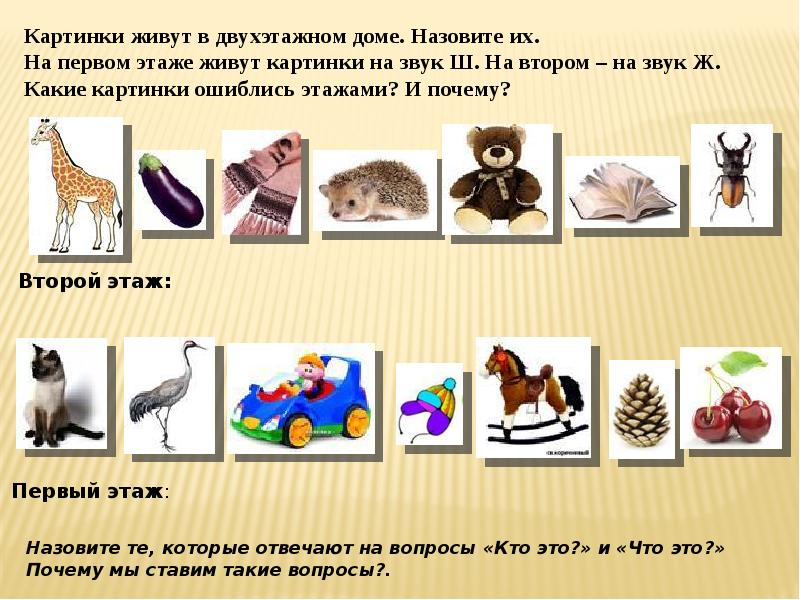 Картинки живут в двухэтажном доме. Назовите их.
На первом этаже живут картинки на звук Ш. На втором – на звук Ж.
Какие картинки ошиблись этажами? И почему?
Второй этаж:
св.коричневый
Первый этаж:
Назовите те, которые отвечают на вопросы «Кто это?» и «Что это?»
Почему мы ставим такие вопросы?.